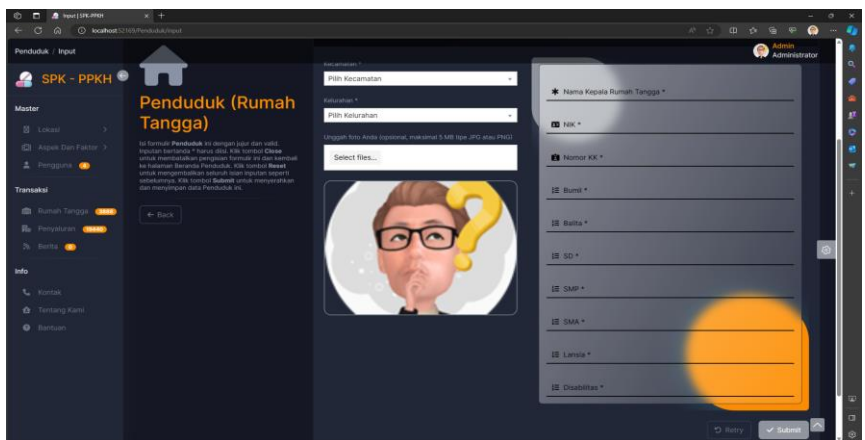 Input | SPK-PPKH
localhost:52169/Penduduk/Input
Penduduk / Input
Admin
Administrator
SPK - PPKH
Master
Lokasi
Aspek Dan Faktor
Pengguna
Transaksi
Rumah Tangga
Penyaluran
Berita
Info
Kontak
Tentang Kami
Bantuan
Penduduk (Rumah
Tangga)
Isi formulir Penduduk ini dengan jujur dan valid.
Inputan bertanda * harus diisi. Klik tombol Close
untuk membatalkan pengisian formulir ini dan kembali
ke halaman Beranda Penduduk. Klik tombol Reset
untuk mengembalikan seluruh isian inputan seperti
sebelumnya. Klik tombol Submit untuk menyerahkan
dan menyimpan data Penduduk ini.
← Back
Kecamatan *
Pilih Kecamatan
Kelurahan *
Pilih Kelurahan
Unggah foto Anda (opsional, maksimal 5 MB tipe JPG atau PNG)
Select files...
Nama Kepala Rumah Tangga *
NIK *
Nomor KK *
Bumil *
Balita *
SD *
SMP *
SMA *
Lansia *
Disabilitas *
Retry
Submit